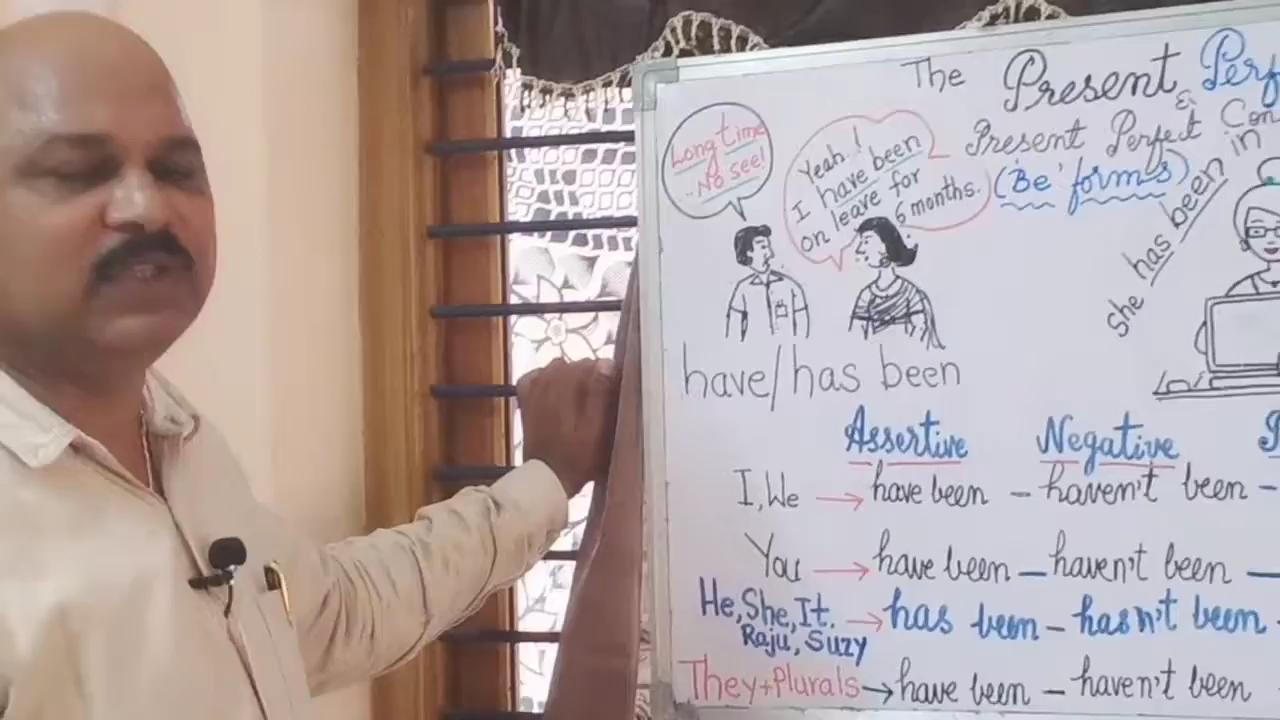 The Present Perf
& Present Perfect Con
('Be' forms)
Long time
.. No see!
Yeah..!
I have been
on leave for
6 months.
she has been in
have/has been
Assertive Negative I
I, We → have been – haven't been –
You → have been – haven't been –
He, She, It. → has been – hasn't been –
Raju, Suzy
They+Plurals → have been – haven't been